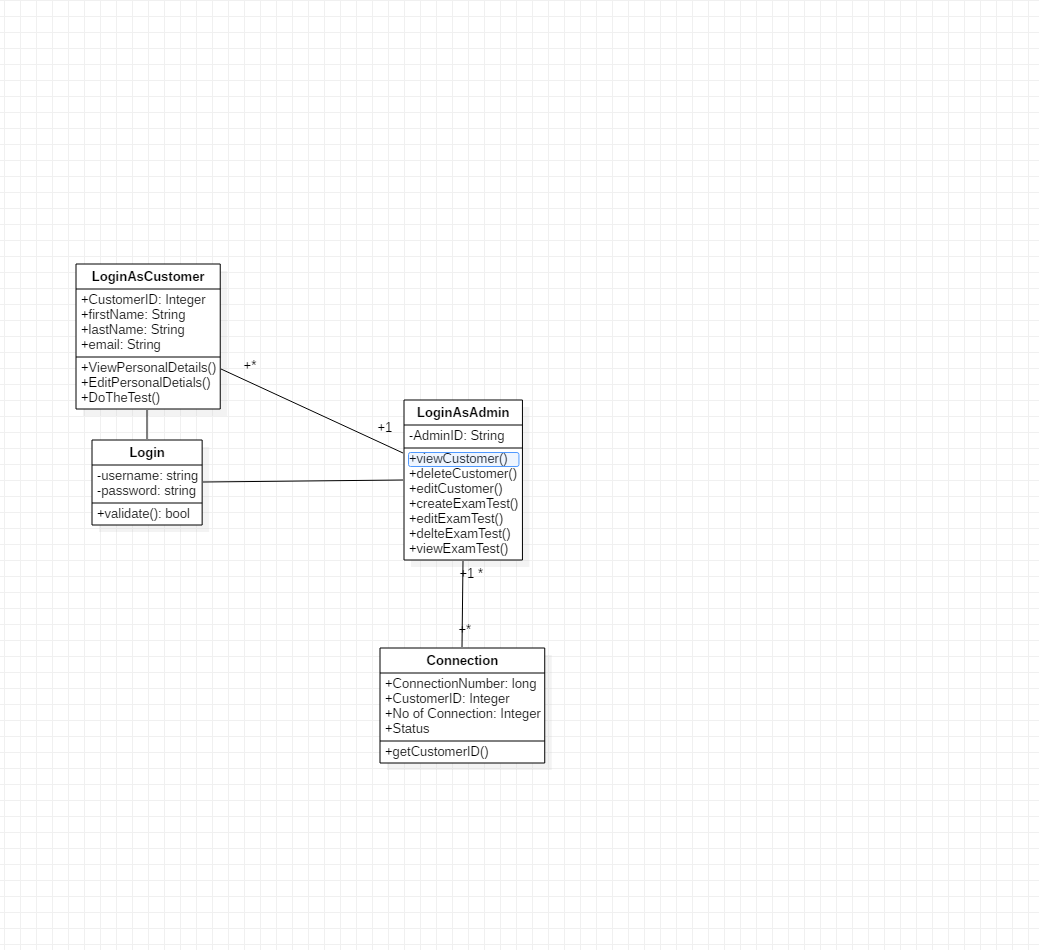 LoginAsCustomer
+CustomerID: Integer
+firstName: String
+lastName: String
+email: String
+ViewPersonalDetails()
+EditPersonalDetials()
+DoTheTest()
+*
+1
LoginAsAdmin
-AdminID: String
+viewCustomer()
+deleteCustomer()
+editCustomer()
+createExamTest()
+editExamTest()
+delteExamTest()
+viewExamTest()
Login
-username: string
-password: string
+validate(): bool
+1 *
+*
Connection
+ConnectionNumber: long
+CustomerID: Integer
+No of Connection: Integer
+Status
+getCustomerID()